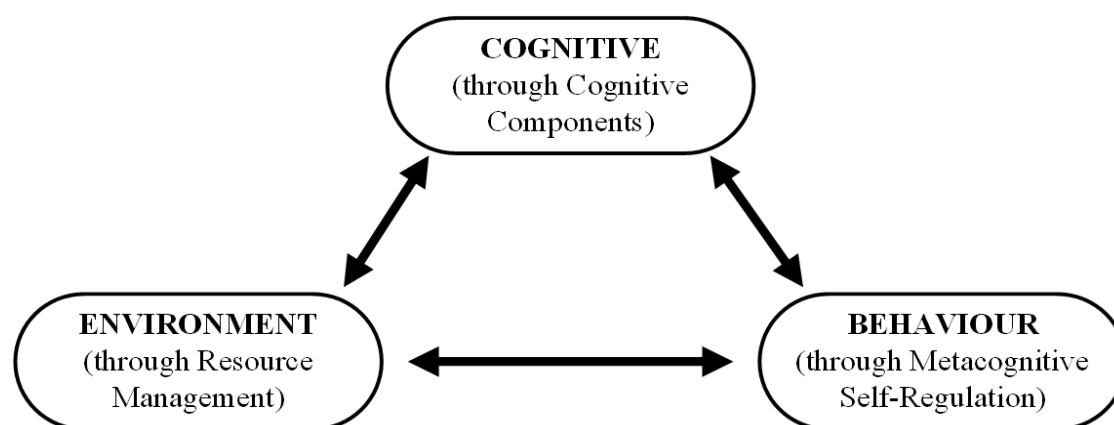 COGNITIVE
(through Cognitive
Components)
ENVIRONMENT
(through Resource
Management)
BEHAVIOUR
(through Metacognitive
Self-Regulation)